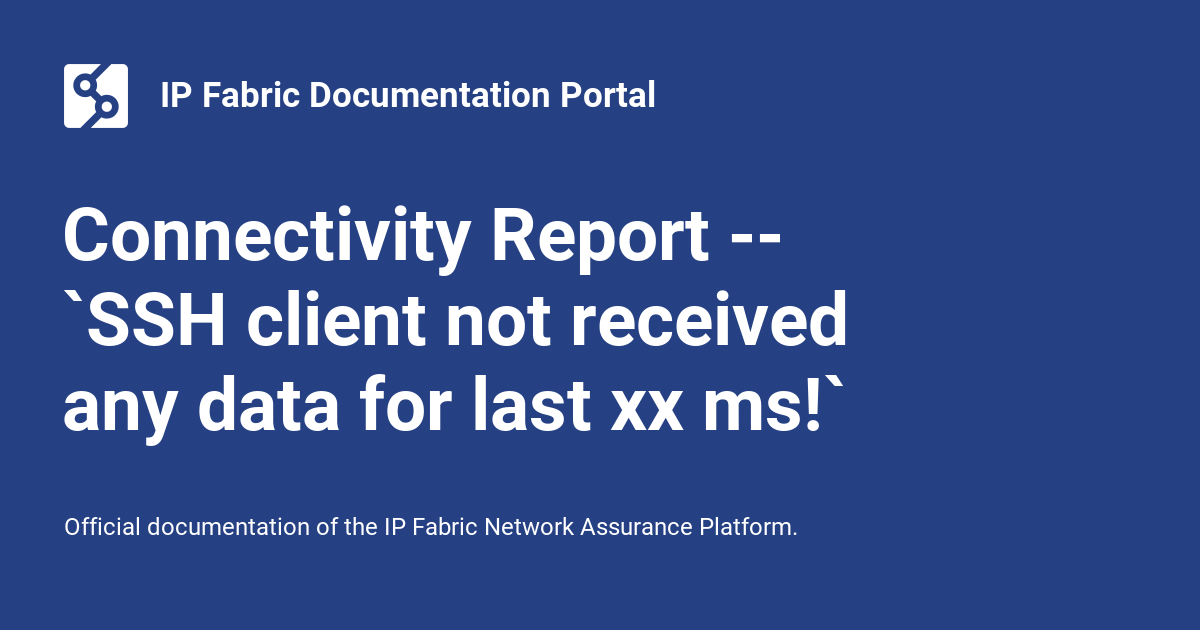 IP Fabric Documentation Portal
Connectivity Report --
`SSH client not received
any data for last xx ms!`
Official documentation of the IP Fabric Network Assurance Platform.